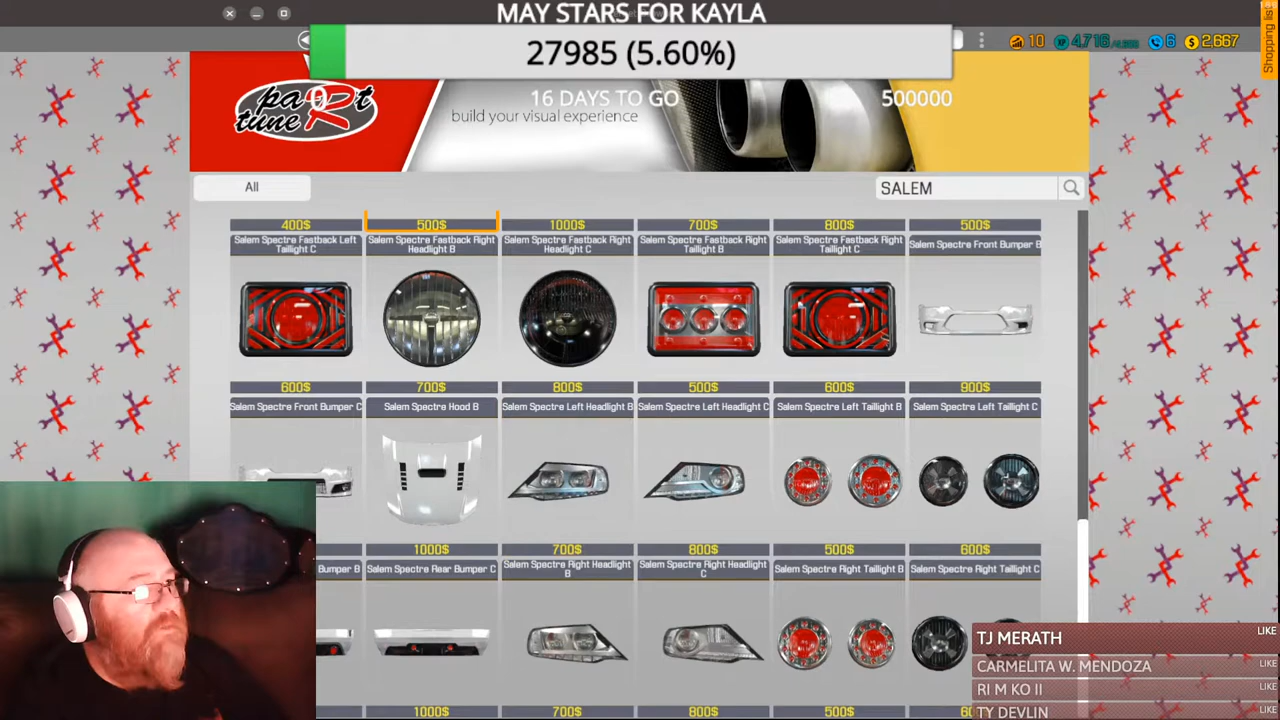 MAY STARS FOR KAYLA
27985 (5.60%)
16 DAYS TO GO
500000
10
6
2,667
Shopping list
part
tune
build your visual experience
All
SALEM
400$
500$
1000$
700$
800$
500$
Salem Spectre Fastback Left Taillight C
Salem Spectre Fastback Right Headlight B
Salem Spectre Fastback Right Headlight C
Salem Spectre Fastback Right Taillight B
Salem Spectre Fastback Right Taillight C
Salem Spectre Front Bumper B
600$
700$
800$
500$
600$
800$
Salem Spectre Front Bumper C
Salem Spectre Hood B
Salem Spectre Left Headlight B
Salem Spectre Left Headlight C
Salem Spectre Left Taillight B
Salem Spectre Left Taillight C
1000$
700$
800$
500$
600$
Bumper B
Salem Spectre Rear Bumper C
Salem Spectre Right Headlight B
Salem Spectre Right Headlight C
Salem Spectre Right Taillight B
Salem Spectre Right Taillight C
1000$
700$
800$
500$
TJ MERATH
LIKE
CARMELITA W. MENDOZA
LIKE
RI M KO II
LIKE
TY DEVLIN
LIKE